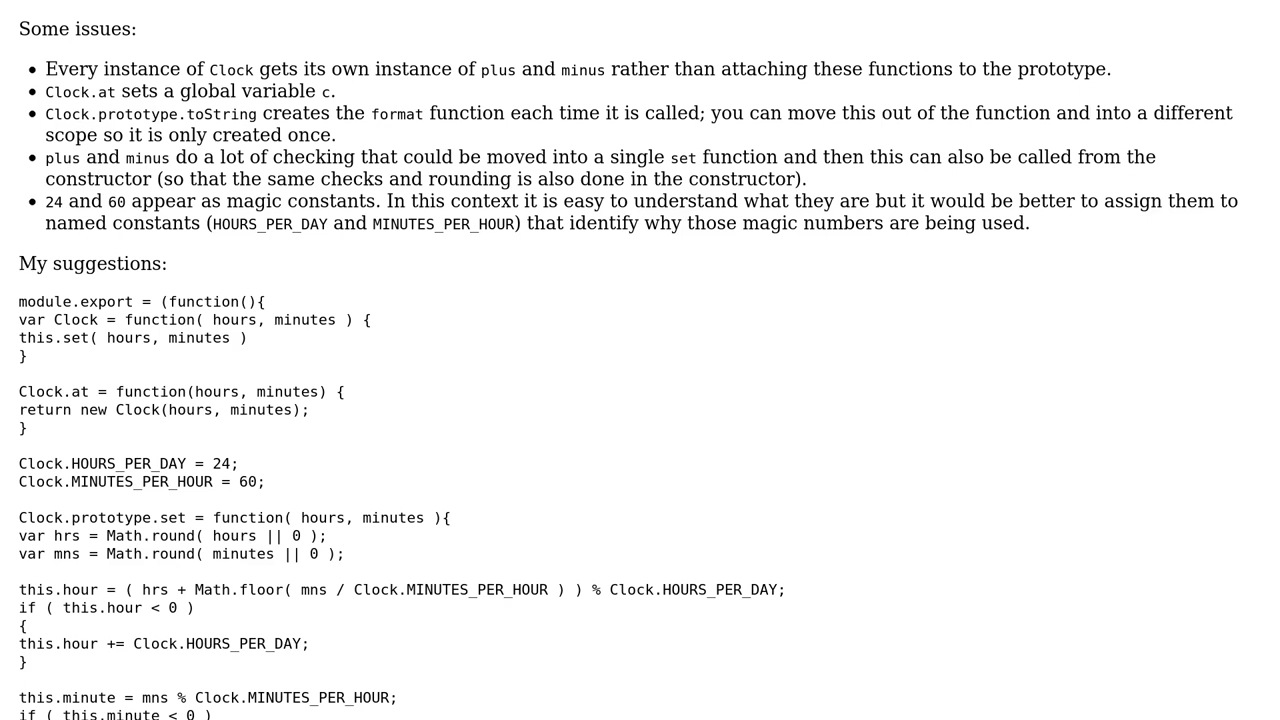 Some issues:
• Every instance of Clock gets its own instance of plus and minus rather than attaching these functions to the prototype.
• Clock.at sets a global variable c.
• Clock.prototype.toString creates the format function each time it is called; you can move this out of the function and into a different
scope so it is only created once.
• plus and minus do a lot of checking that could be moved into a single set function and then this can also be called from the
constructor (so that the same checks and rounding is also done in the constructor).
• 24 and 60 appear as magic constants. In this context it is easy to understand what they are but it would be better to assign them to
named constants (HOURS_PER_DAY and MINUTES_PER_HOUR) that identify why those magic numbers are being used.
My suggestions:
module.export = (function(){
var Clock = function( hours, minutes ) {
this.set( hours, minutes )
}
Clock.at = function(hours, minutes) {
return new Clock(hours, minutes);
}
Clock.HOURS_PER_DAY = 24;
Clock.MINUTES_PER_HOUR = 60;
Clock.prototype.set = function( hours, minutes ){
var hrs = Math.round( hours || 0 );
var mns = Math.round( minutes || 0 );
this.hour = ( hrs + Math.floor( mns / Clock.MINUTES_PER_HOUR ) ) % Clock.HOURS_PER_DAY;
if ( this.hour < 0 )
{
this.hour += Clock.HOURS_PER_DAY;
}
this.minute = mns % Clock.MINUTES_PER_HOUR;
if ( this.minute < 0 )